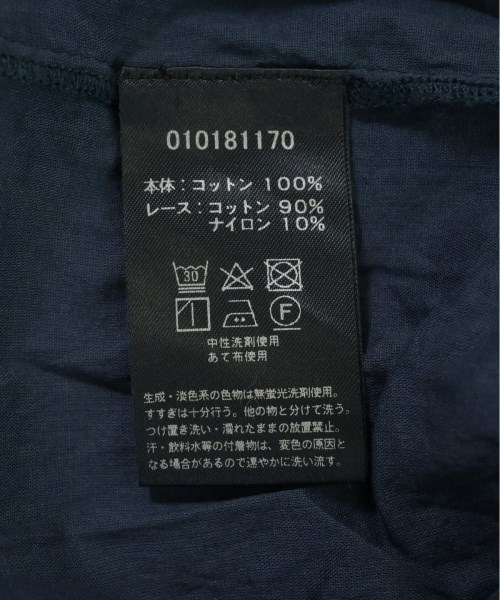 010181170
本体：コットン 100%
レース：コットン 90%
ナイロン 10%
30
F
中性洗剤使用
あて布使用
生成・淡色系の色物は無蛍光洗剤使用。
すすぎは十分行う。他の物と分けて洗う。
つけ置き洗い・濡れたままの放置禁止。
汗・飲料水等の付着物は、変色の原因と
なる場合があるので速やかに洗い流す。